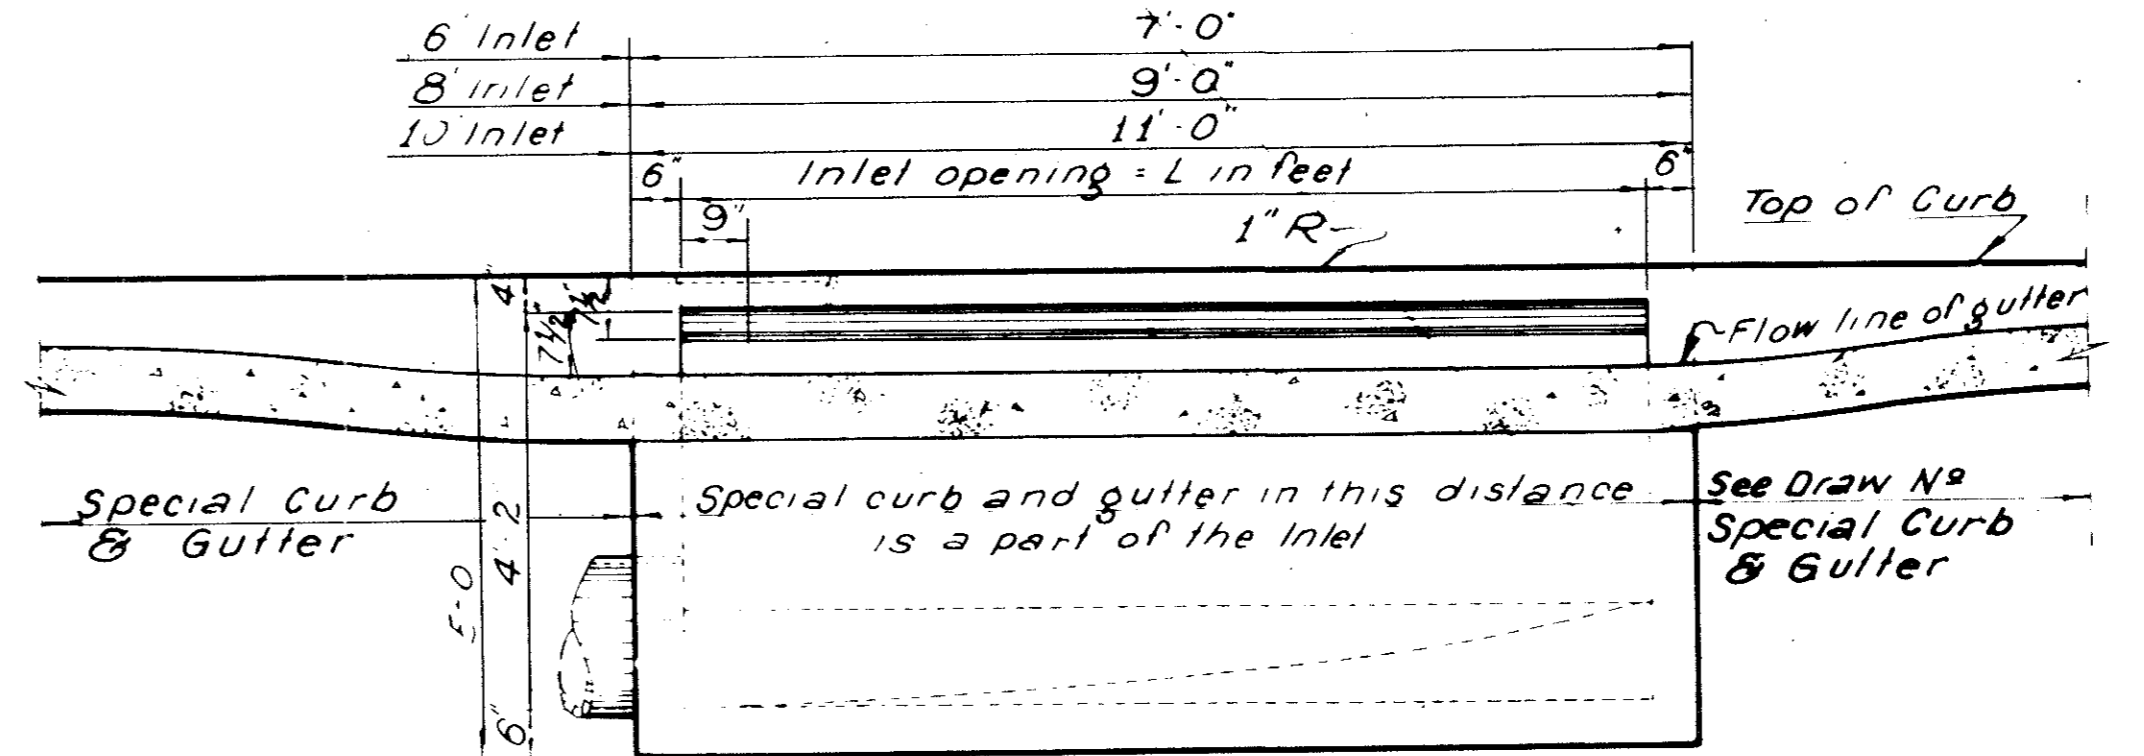 6' Inlet
7'-0"
8' Inlet
9'-0"
10' Inlet
11'-0"
6"
Inlet opening = L in feet
6"
9"
1" R
Top of Curb
4"
7½"
Flow line of gutter
Special Curb
& Gutter
Special curb and gutter in this distance
is a part of the Inlet
See Draw Nº
Special Curb
& Gutter
4'-2
5-0
6"